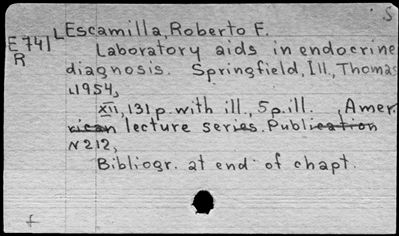 S
E741 LEscamilla, Roberto F.
R Laboratory aids in endocrine
diagnosis. Springfield, Ill., Thomas
1954,
XII, 131 p. with ill., 5 p. ill. Amer
ican lecture series. Publication
N 212,
Bibliogr. at end of chapt.
f